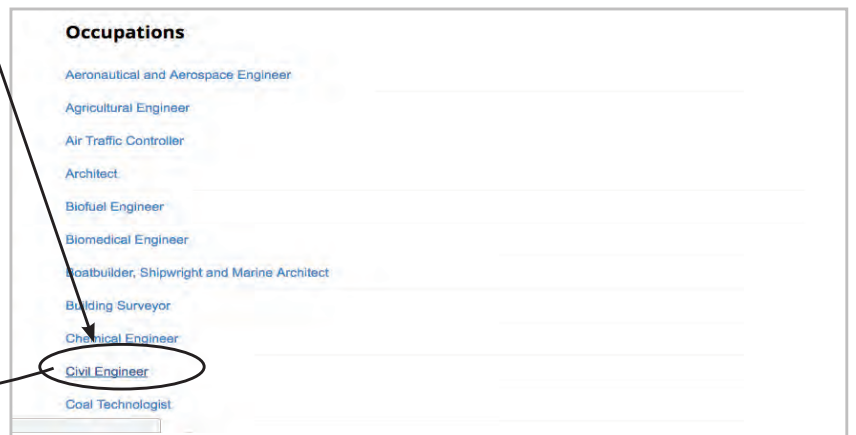 Occupations
Aeronautical and Aerospace Engineer
Agricultural Engineer
Air Traffic Controller
Architect
Biofuel Engineer
Biomedical Engineer
Boatbuilder, Shipwright and Marine Architect
Building Surveyor
Chemical Engineer
Civil Engineer
Coal Technologist